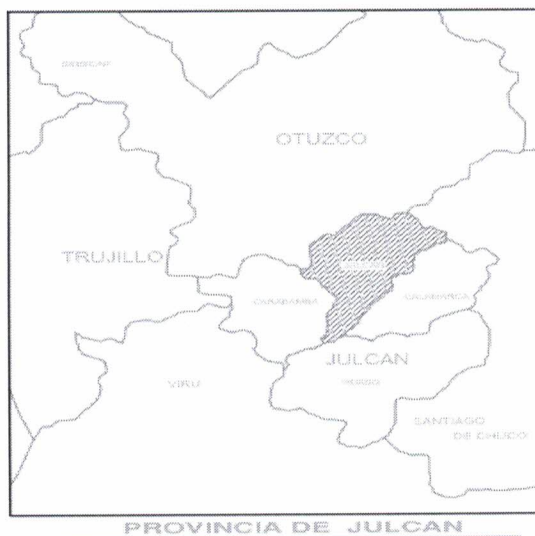 OTUZCO
TRUJILLO
CARABAMBA
CALAMARCA
JULCAN
VIRU
SANTIAGO
DE CHUCO
PROVINCIA DE JULCAN